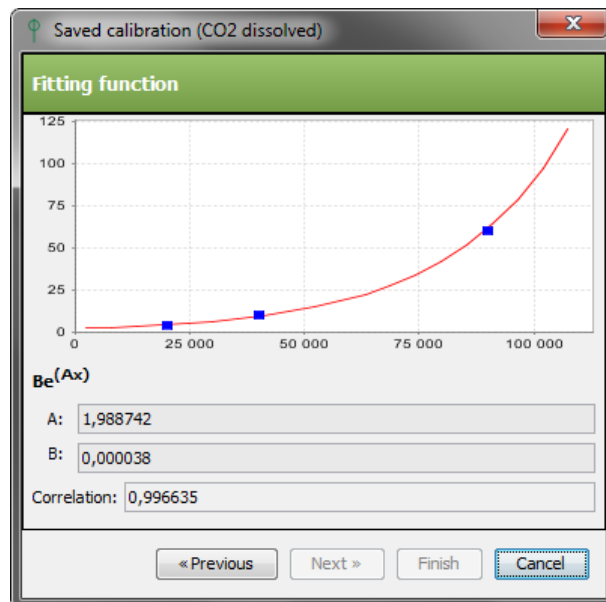 Saved calibration (CO2 dissolved)
Fitting function
125
100
75
50
25
0
0 25 000 50 000 75 000 100 000
Be(Ax)
A: 1,988742
B: 0,000038
Correlation: 0,996635
« Previous Next » Finish Cancel